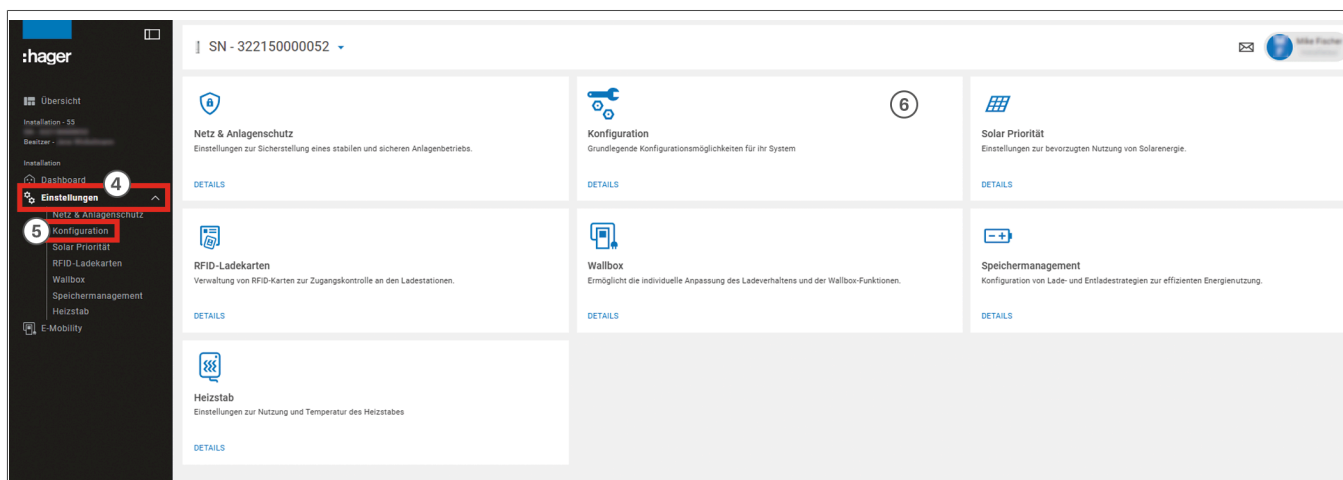 :hager
Übersicht
Installation - 55
Besitzer -
Installation
Dashboard
4
Einstellungen
Netz & Anlagenschutz
5
Konfiguration
Solar Priorität
RFID-Ladekarten
Wallbox
Speichermanagement
Heizstab
E-Mobility
SN - 322150000052
Netz & Anlagenschutz
Einstellungen zur Sicherstellung eines stabilen und sicheren Anlagenbetriebs.
DETAILS
6
Konfiguration
Grundlegende Konfigurationsmöglichkeiten für ihr System
DETAILS
Solar Priorität
Einstellungen zur bevorzugten Nutzung von Solarenergie.
DETAILS
RFID-Ladekarten
Verwaltung von RFID-Karten zur Zugangskontrolle an den Ladestationen.
DETAILS
Wallbox
Ermöglicht die individuelle Anpassung des Ladeverhaltens und der Wallbox-Funktionen.
DETAILS
Speichermanagement
Konfiguration von Lade- und Entladestrategien zur effizienten Energienutzung.
DETAILS
Heizstab
Einstellungen zur Nutzung und Temperatur des Heizstabes
DETAILS